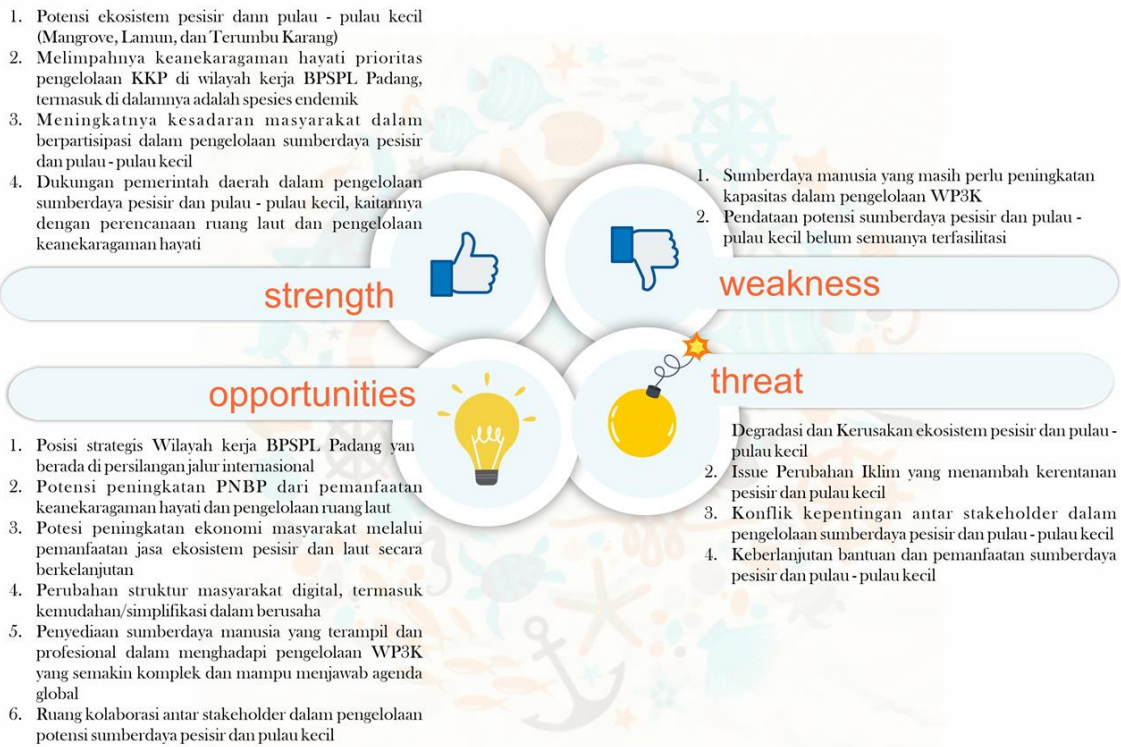 1. Potensi ekosistem pesisir dann pulau - pulau kecil
(Mangrove, Lamun, dan Terumbu Karang)
2. Melimpahnya keanekaragaman hayati prioritas
pengelolaan KKP di wilayah kerja BPSPL Padang,
termasuk di dalamnya adalah spesies endemik
3. Meningkatnya kesadaran masyarakat dalam
berpartisipasi dalam pengelolaan sumberdaya pesisir
dan pulau - pulau kecil
4. Dukungan pemerintah daerah dalam pengelolaan
sumberdaya pesisir dan pulau - pulau kecil, kaitannya
dengan perencanaan ruang laut dan pengelolaan
keanekaragaman hayati
strength
1. Sumberdaya manusia yang masih perlu peningkatan
kapasitas dalam pengelolaan WP3K
2. Pendataan potensi sumberdaya pesisir dan pulau -
pulau kecil belum semuanya terfasilitasi
weakness
opportunities
1. Posisi strategis Wilayah kerja BPSPL Padang yan
berada di persilangan jalur internasional
2. Potensi peningkatan PNBP dari pemanfaatan
keanekaragaman hayati dan pengelolaan ruang laut
3. Potesi peningkatan ekonomi masyarakat melalui
pemanfaatan jasa ekosistem pesisir dan laut secara
berkelanjutan
4. Perubahan struktur masyarakat digital, termasuk
kemudahan/simplifikasi dalam berusaha
5. Penyediaan sumberdaya manusia yang terampil dan
profesional dalam menghadapi pengelolaan WP3K
yang semakin komplek dan mampu menjawab agenda
global
6. Ruang kolaborasi antar stakeholder dalam pengelolaan
potensi sumberdaya pesisir dan pulau kecil
threat
Degradasi dan Kerusakan ekosistem pesisir dan pulau -
pulau kecil
2. Issue Perubahan Iklim yang menambah kerentanan
pesisir dan pulau kecil
3. Konflik kepentingan antar stakeholder dalam
pengelolaan sumberdaya pesisir dan pulau - pulau kecil
4. Keberlanjutan bantuan dan pemanfaatan sumberdaya
pesisir dan pulau - pulau kecil